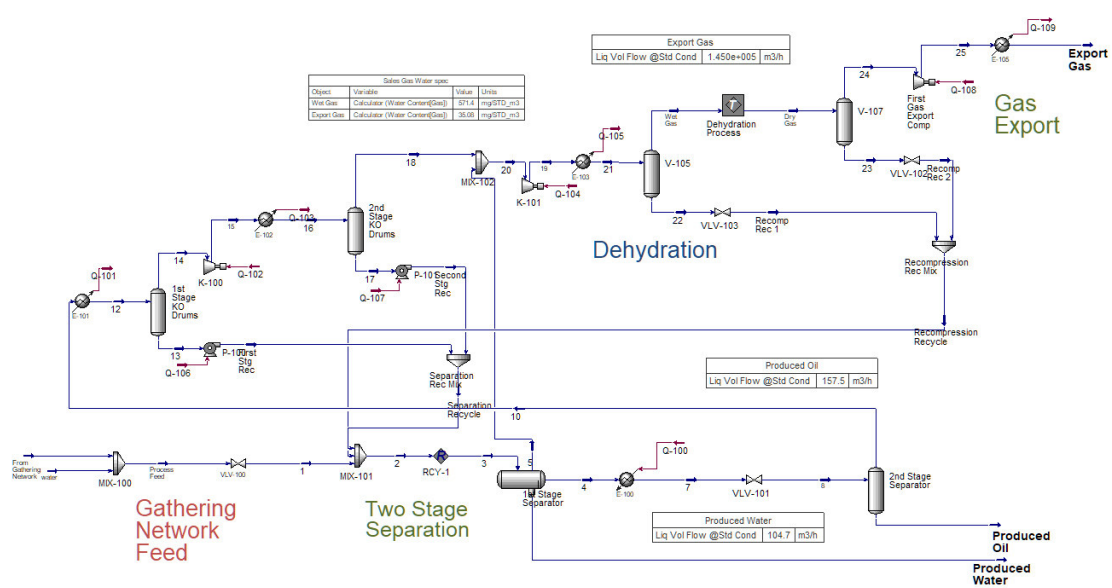 Q-109
25
E-105
Export
Gas
Export Gas
Liq Vol Flow @Std Cond 1.450e+005 m3/h
24
First
Gas
Export
Comp
Q-108
Gas
Export
Sales Gas Water spec
Object Variable Value Units
Wet Gas Calculator (Water Content[Gas]) 571.4 mg/STD_m3
Export Gas Calculator (Water Content[Gas]) 35.08 mg/STD_m3
Wet
Gas
Dehydration
Process
Dry
Gas
V-107
Q-105
18
MIX-102
20
19
E-103
21
V-105
K-101
Q-104
23
VLV-102
Recomp
Rec 2
22
VLV-103
Recomp
Rec 1
Dehydration
Recompression
Rec Mix
Recompression
Recycle
15
Q-103
E-102
16
2nd
Stage
KO
Drums
14
K-100
Q-102
17
P-101
Second
Stg
Rec
Q-107
Q-101
E-101
12
1st
Stage
KO
Drums
13
P-100
First
Stg
Rec
Q-106
Separation
Rec Mix
Separation
Recycle
Produced Oil
Liq Vol Flow @Std Cond 157.5 m3/h
10
From
Gathering
Network
water
MIX-100
Process
Feed
VLV-100
1
MIX-101
2
RCY-1
3
5
1st Stage
Separator
4
Q-100
E-100
7
VLV-101
8
2nd Stage
Separator
Gathering
Network
Feed
Two Stage
Separation
Produced Water
Liq Vol Flow @Std Cond 104.7 m3/h
Produced
Oil
Produced
Water